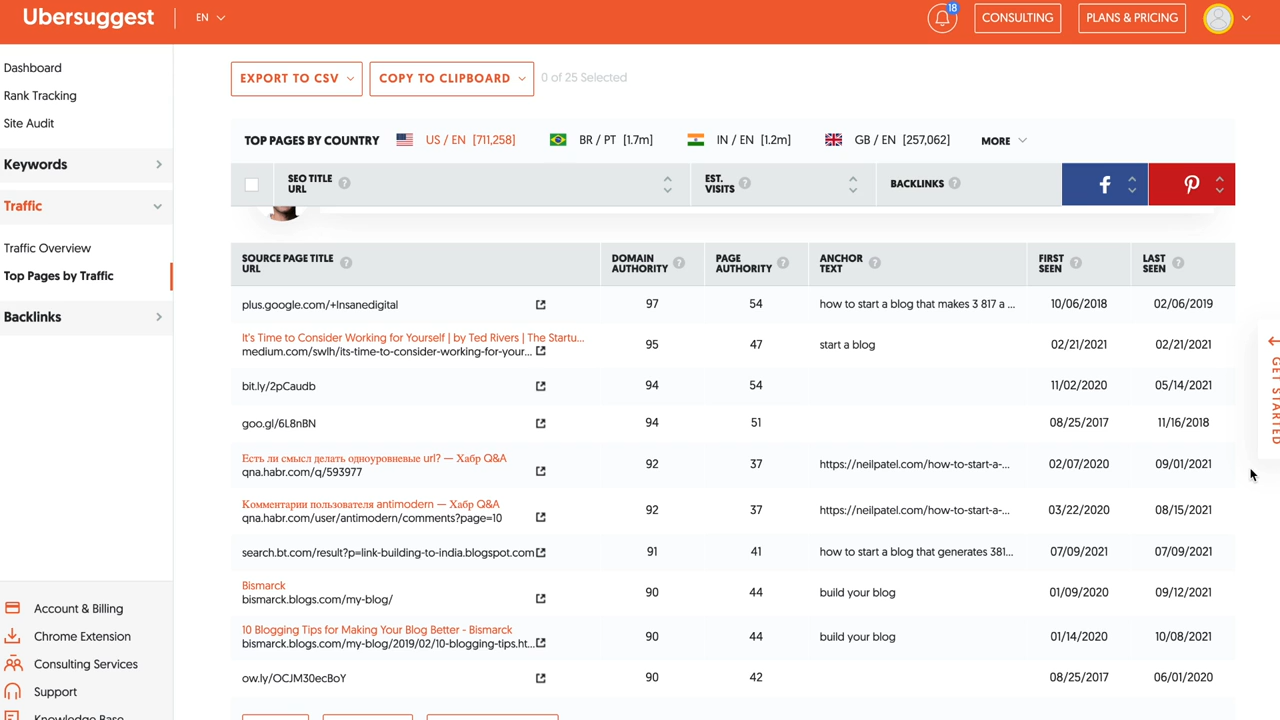 Ubersuggest
EN
18
CONSULTING
PLANS & PRICING
Dashboard
Rank Tracking
Site Audit
Keywords
Traffic
Traffic Overview
Top Pages by Traffic
Backlinks
Account & Billing
Chrome Extension
Consulting Services
Support
Knowledge Base
EXPORT TO CSV
COPY TO CLIPBOARD
0 of 25 Selected
TOP PAGES BY COUNTRY
US / EN [711,258]
BR / PT [1.7m]
IN / EN [1.2m]
GB / EN [257,062]
MORE
SEO TITLE ?
URL
EST. VISITS ?
BACKLINKS ?
SOURCE PAGE TITLE ?
URL
DOMAIN AUTHORITY ?
PAGE AUTHORITY ?
ANCHOR TEXT ?
FIRST SEEN ?
LAST SEEN ?
plus.google.com/+Insanedigital 97 54 how to start a blog that makes 3 817 a ... 10/06/2018 02/06/2019
It's Time to Consider Working for Yourself | by Ted Rivers | The Startu...
medium.com/swlh/its-time-to-consider-working-for-your... 95 47 start a blog 02/21/2021 02/21/2021
bit.ly/2pCaudb 94 54 11/02/2020 05/14/2021
goo.gl/6L8nBN 94 51 08/25/2017 11/16/2018
Есть ли смысл делать одноуровневые url? — Хабр Q&A
qna.habr.com/q/593977 92 37 https://neilpatel.com/how-to-start-a-... 02/07/2020 09/01/2021
Комментарии пользователя antimodern — Хабр Q&A
qna.habr.com/user/antimodern/comments?page=10 92 37 https://neilpatel.com/how-to-start-a-... 03/22/2020 08/15/2021
search.bt.com/result?p=link-building-to-india.blogspot.com 91 41 how to start a blog that generates 381... 07/09/2021 07/09/2021
Bismarck
bismarck.blogs.com/my-blog/ 90 44 build your blog 01/09/2020 09/12/2021
10 Blogging Tips for Making Your Blog Better - Bismarck
bismarck.blogs.com/my-blog/2019/02/10-blogging-tips.ht... 90 44 build your blog 01/14/2020 10/08/2021
ow.ly/OCJM30ecBoY 90 42 08/25/2017 06/01/2020
GET STARTED